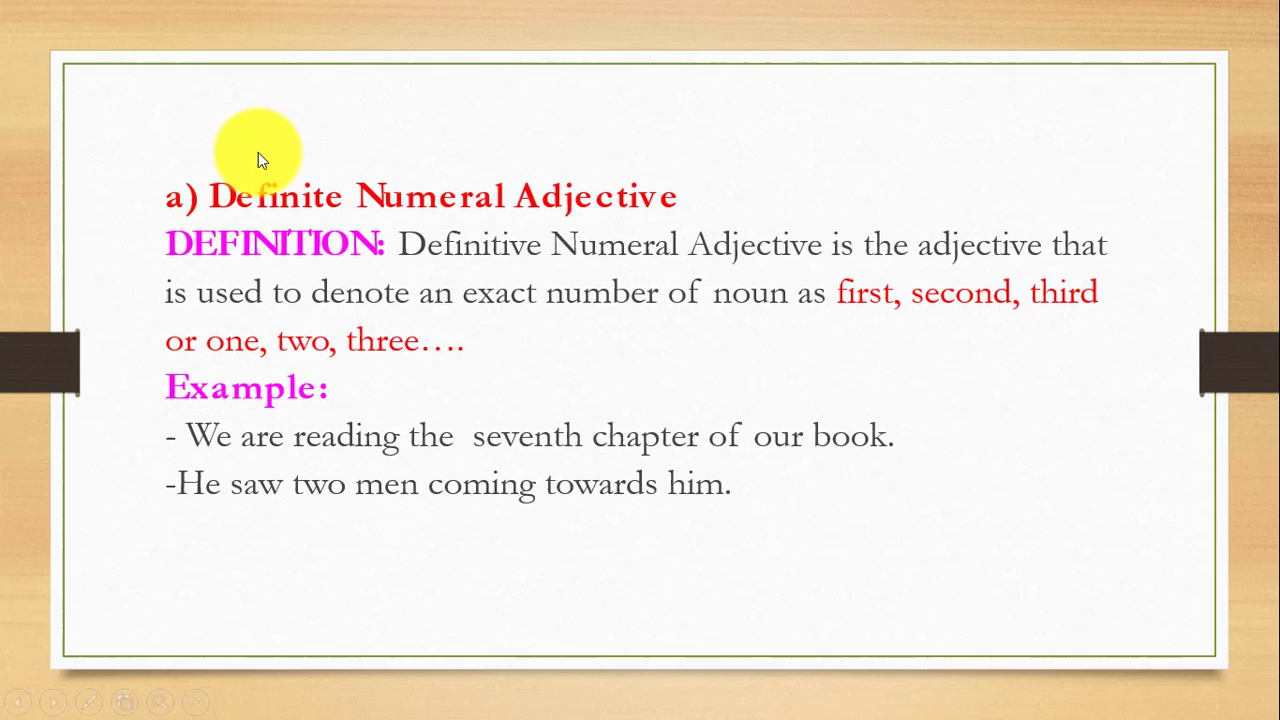 a) Definite Numeral Adjective
DEFINITION: Definitive Numeral Adjective is the adjective that
is used to denote an exact number of noun as first, second, third
or one, two, three….
Example:
- We are reading the seventh chapter of our book.
-He saw two men coming towards him.